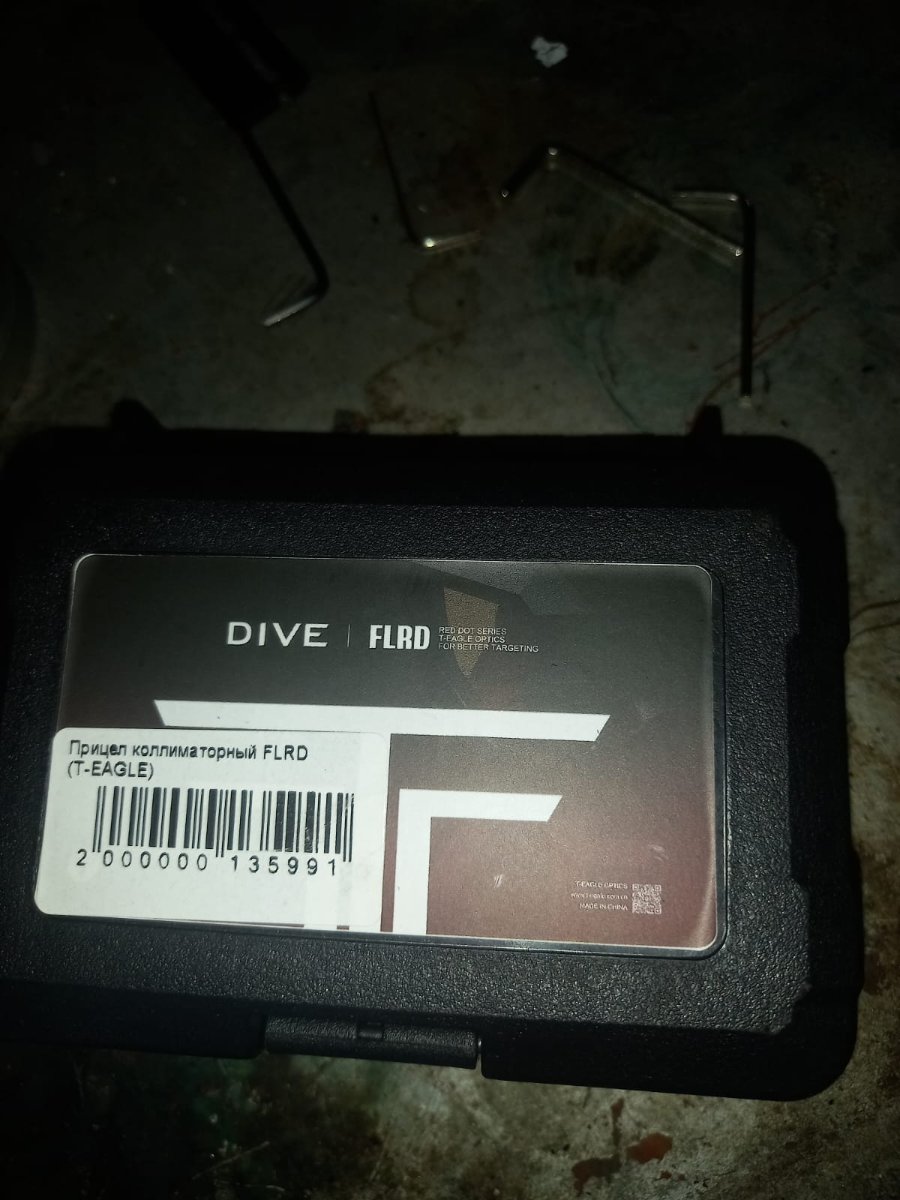 DIVE | FLRD
RED DOT SERIES
T-EAGLE OPTICS
FOR BETTER TARGETING
Прицел коллиматорный FLRD
(T-EAGLE)
2 000000 135991
T-EAGLE OPTICS
MADE IN CHINA